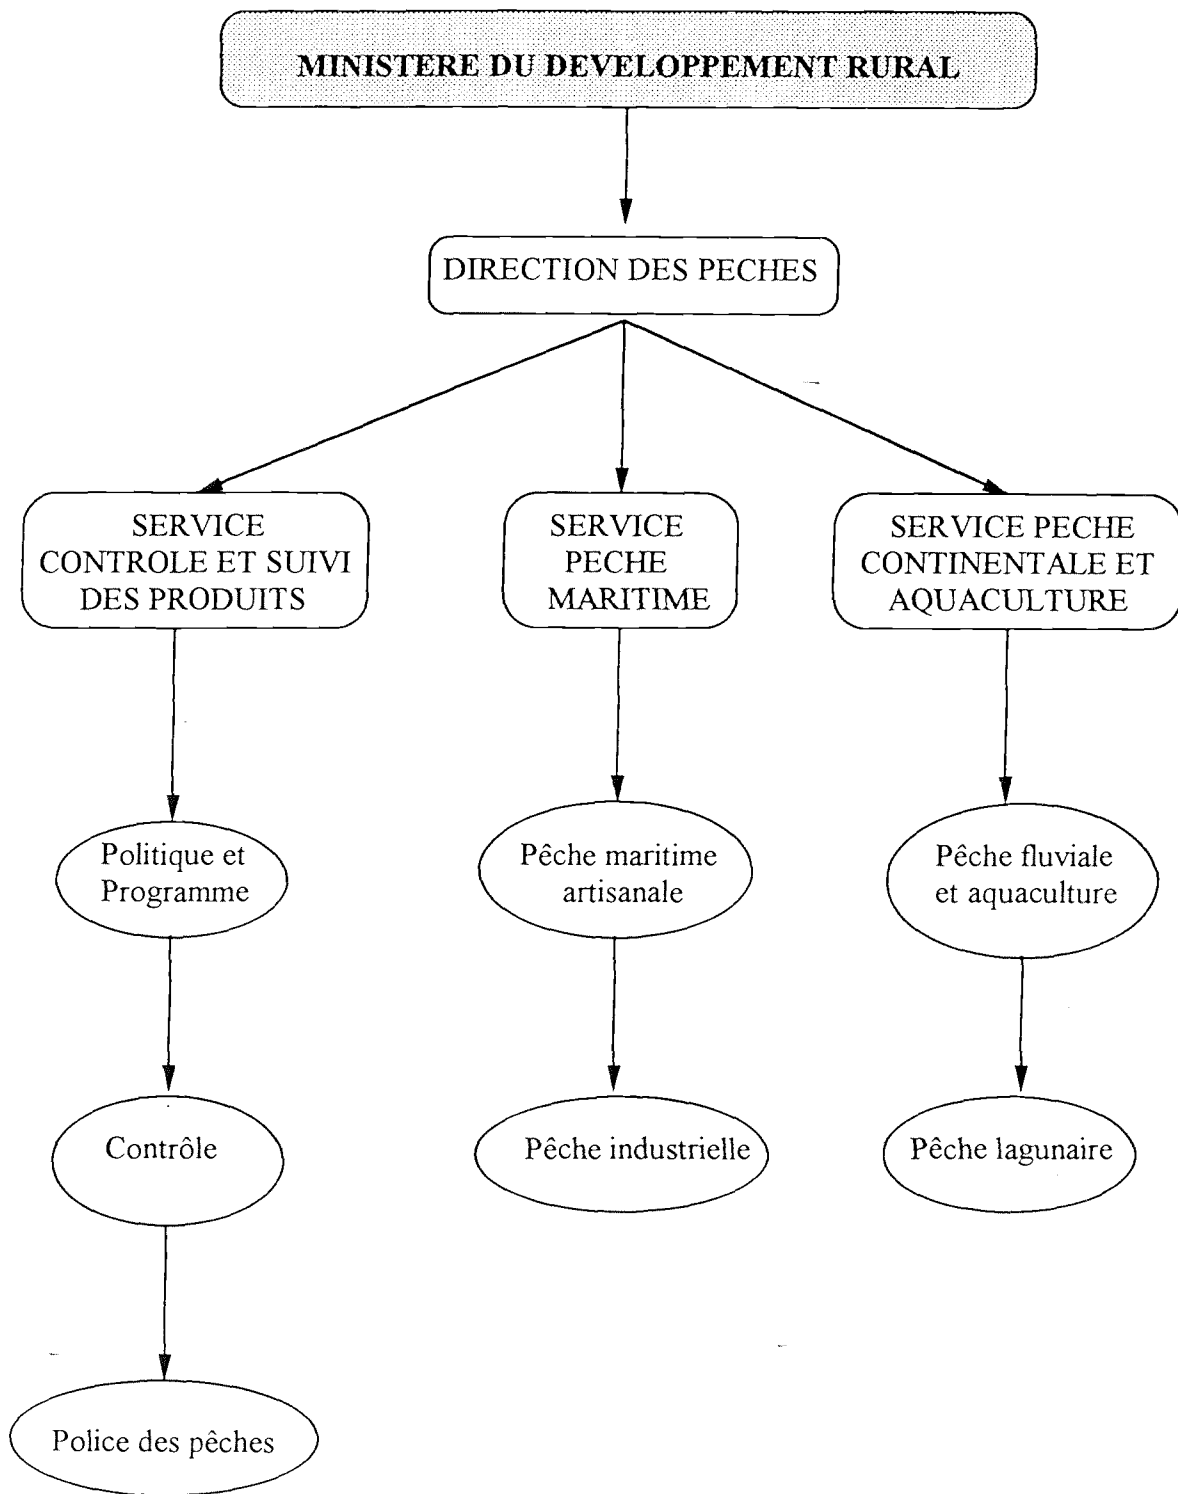 MINISTERE DU DEVELOPPEMENT RURAL
DIRECTION DES PECHES
SERVICE
CONTROLE ET SUIVI
DES PRODUITS
SERVICE
PECHE
MARITIME
SERVICE PECHE
CONTINENTALE ET
AQUACULTURE
Politique et
Programme
Pêche maritime
artisanale
Pêche fluviale
et aquaculture
Contrôle
Pêche industrielle
Pêche lagunaire
Police des pêches